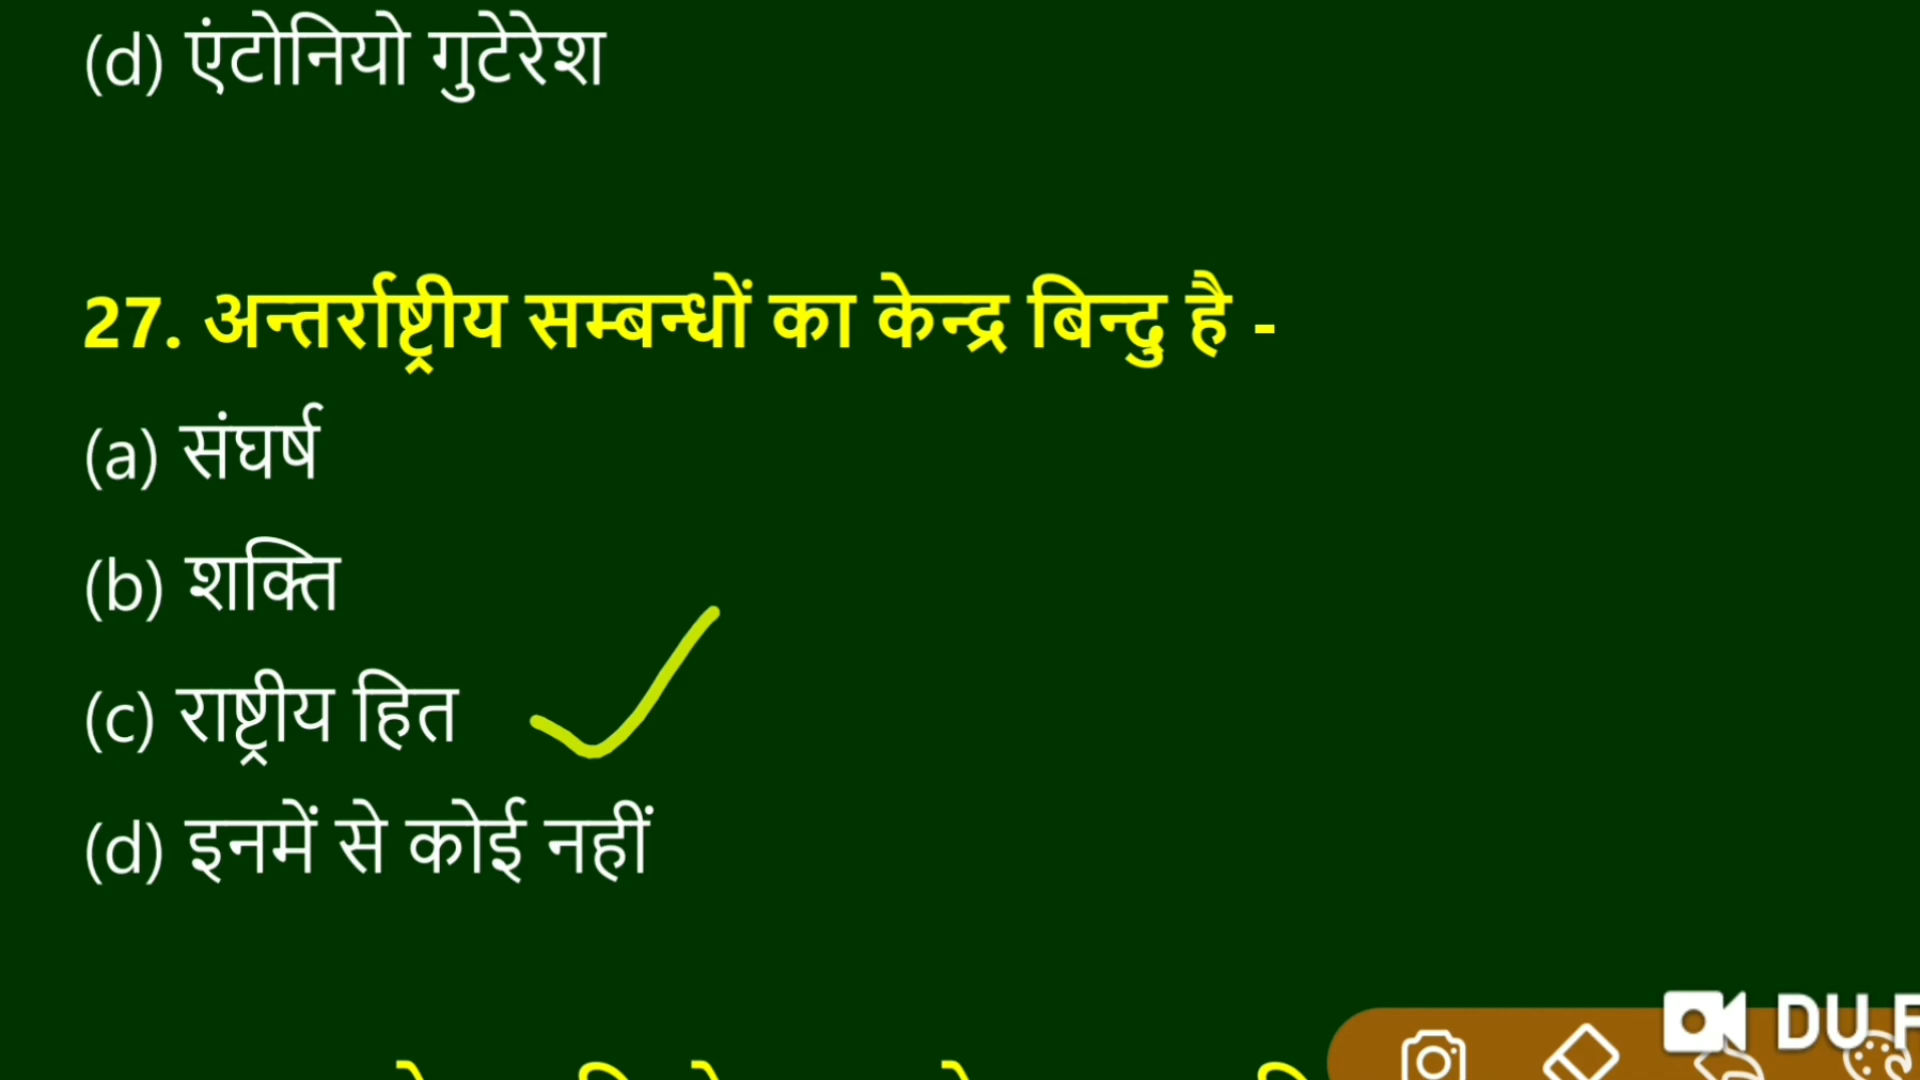 (d) एंटोनियो गुटेरेश
27. अन्तर्राष्ट्रीय सम्बन्धों का केन्द्र बिन्दु है -
(a) संघर्ष
(b) शक्ति
(c) राष्ट्रीय हित
(d) इनमें से कोई नहीं
DU